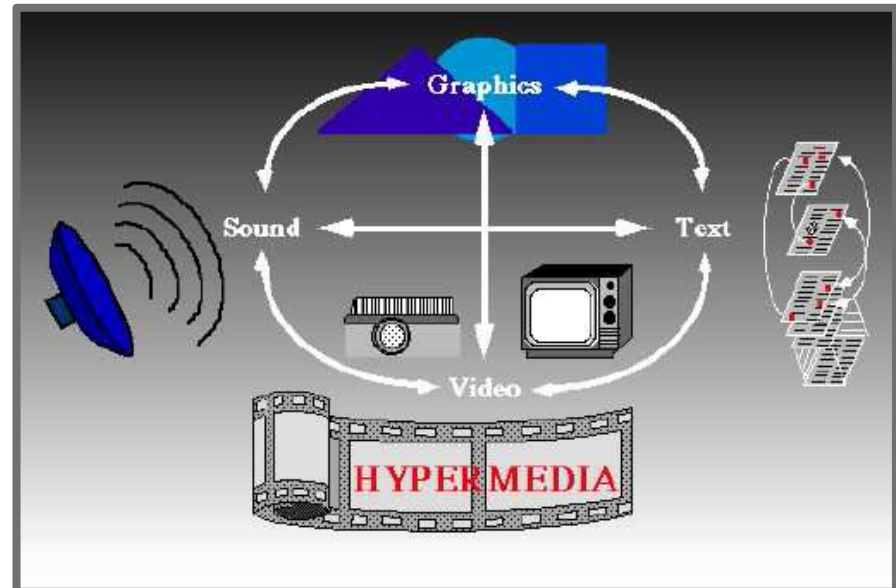 Graphics
Sound
Text
Video
HYPERMEDIA